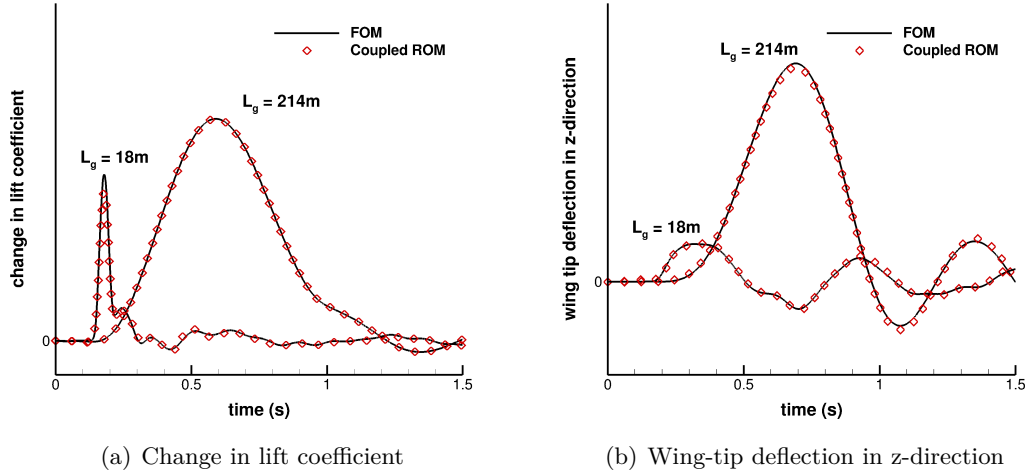 FOM
Coupled ROM
L_g = 214m
L_g = 18m
change in lift coefficient
0
0 0.5 1 1.5
time (s)
(a) Change in lift coefficient
FOM
Coupled ROM
L_g = 214m
L_g = 18m
wing tip deflection in z-direction
0
0 0.5 1 1.5
time (s)
(b) Wing-tip deflection in z-direction